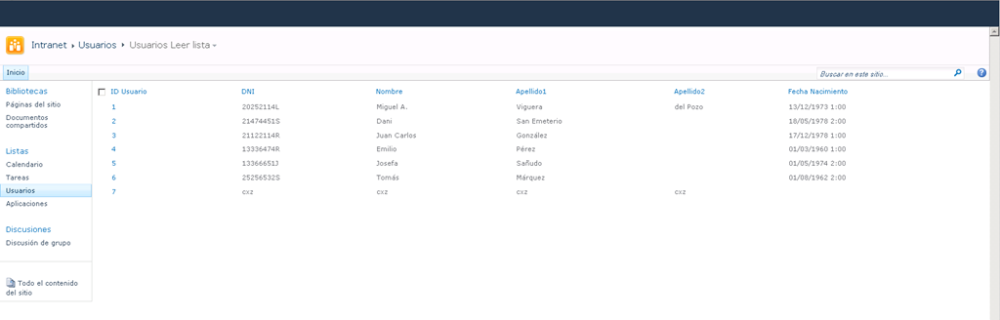 Intranet ▸ Usuarios ▸ Usuarios Leer lista
Inicio
Buscar en este sitio...
Bibliotecas
Páginas del sitio
Documentos
compartidos
Listas
Calendario
Tareas
Usuarios
Aplicaciones
Discusiones
Discusión de grupo
Todo el contenido
del sitio
ID Usuario DNI Nombre Apellido1 Apellido2 Fecha Nacimiento
1 20252114L Miguel A. Viguera del Pozo 13/12/1973 1:00
2 21474451S Dani San Emeterio 18/05/1978 2:00
3 21122114R Juan Carlos González 17/12/1978 1:00
4 13336474R Emilio Pérez 01/03/1960 1:00
5 13366651J Josefa Sañudo 01/05/1974 2:00
6 25256532S Tomás Márquez 01/08/1962 2:00
7 cxz cxz cxz cxz